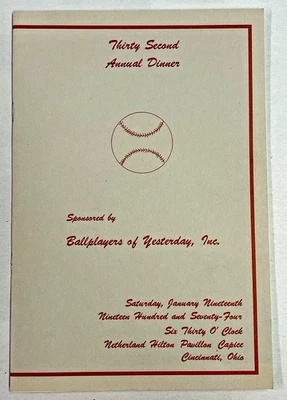 Thirty Second
Annual Dinner
Sponsored by
Ballplayers of Yesterday, Inc.
Saturday, January Nineteenth
Nineteen Hundred and Seventy-Four
Six Thirty O' Clock
Netherland Hilton Pavillon Capice
Cincinnati, Ohio